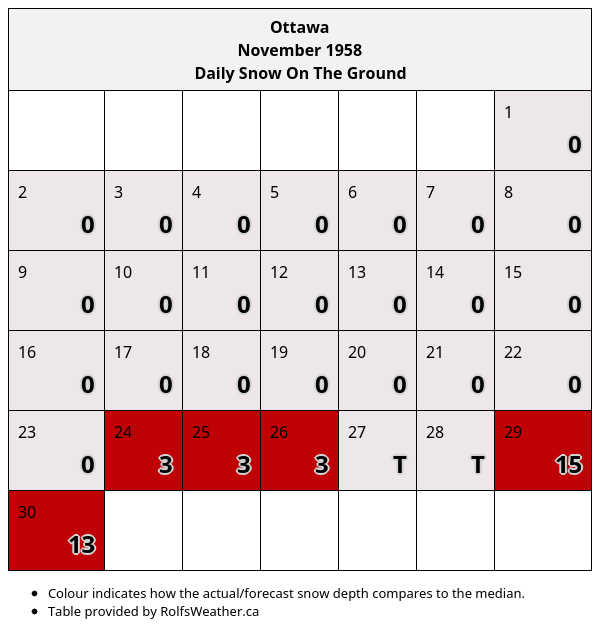 Ottawa
November 1958
Daily Snow On The Ground
1
0
2 3 4 5 6 7 8
0 0 0 0 0 0 0
9 10 11 12 13 14 15
0 0 0 0 0 0 0
16 17 18 19 20 21 22
0 0 0 0 0 0 0
23 24 25 26 27 28 29
0 3 3 3 T T 15
30
13
Colour indicates how the actual/forecast snow depth compares to the median.
Table provided by RolfsWeather.ca